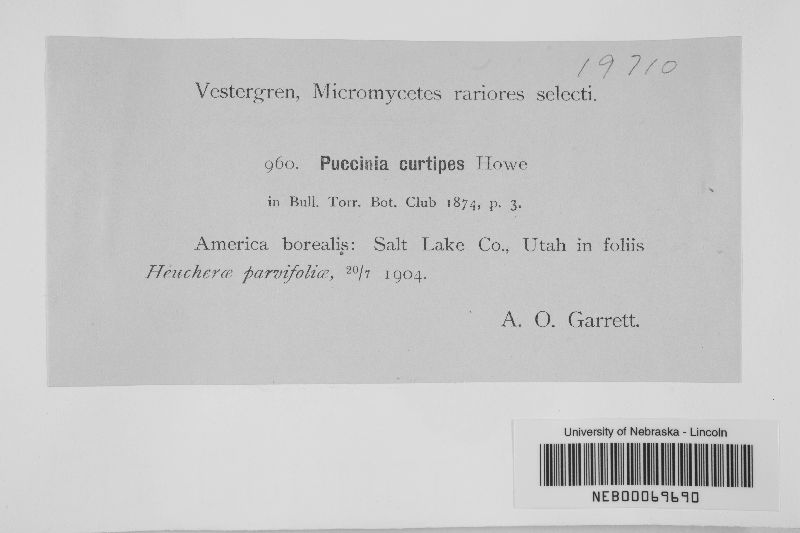 19710
Vestergren, Micromycetes rariores selecti.
960. Puccinia curtipes Howe
in Bull. Torr. Bot. Club 1874, p. 3.
America borealis: Salt Lake Co., Utah in foliis
Heucheræ parvifoliæ, 20/7 1904.
A. O. Garrett.
University of Nebraska - Lincoln
NEB00069690